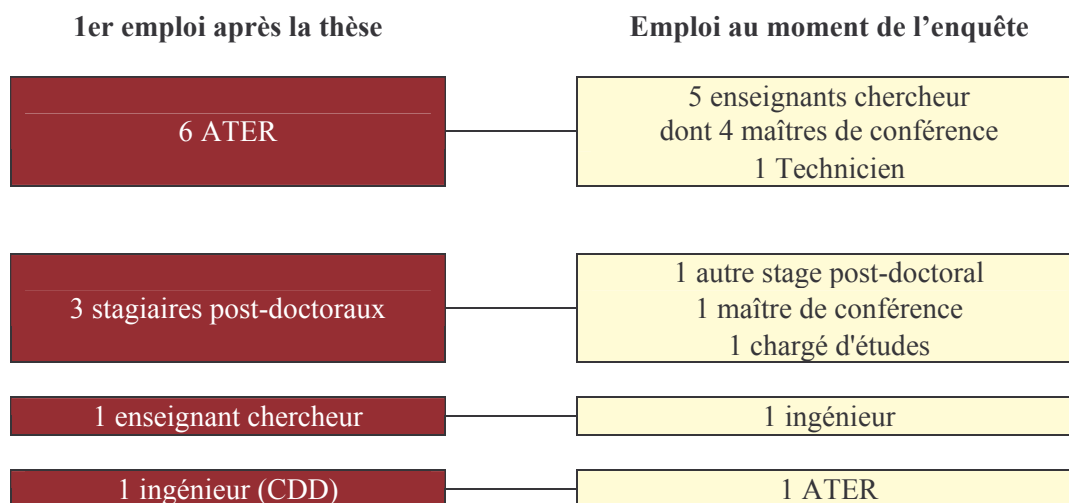 1er emploi après la thèse
Emploi au moment de l’enquête
6 ATER
5 enseignants chercheur
dont 4 maîtres de conférence
1 Technicien
3 stagiaires post-doctoraux
1 autre stage post-doctoral
1 maître de conférence
1 chargé d'études
1 enseignant chercheur
1 ingénieur
1 ingénieur (CDD)
1 ATER